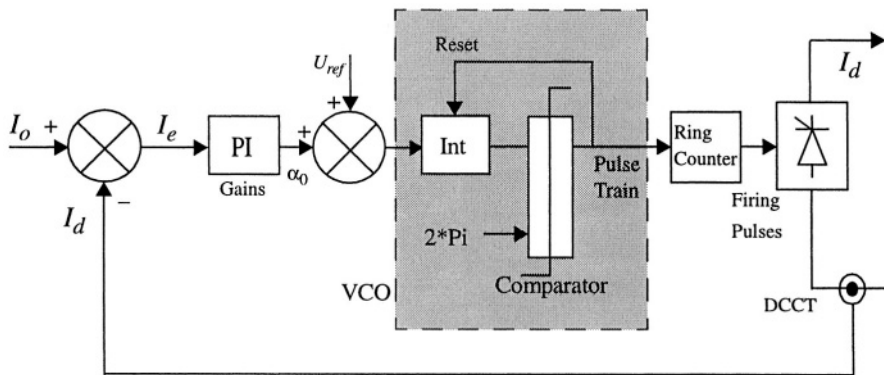 U_ref
Reset
I_d
I_o
+
I_e
PI
+
+
Int
Ring
Counter
Gains
α_0
Pulse
Train
I_d
−
2*Pi
Firing
Pulses
VCO
Comparator
DCCT